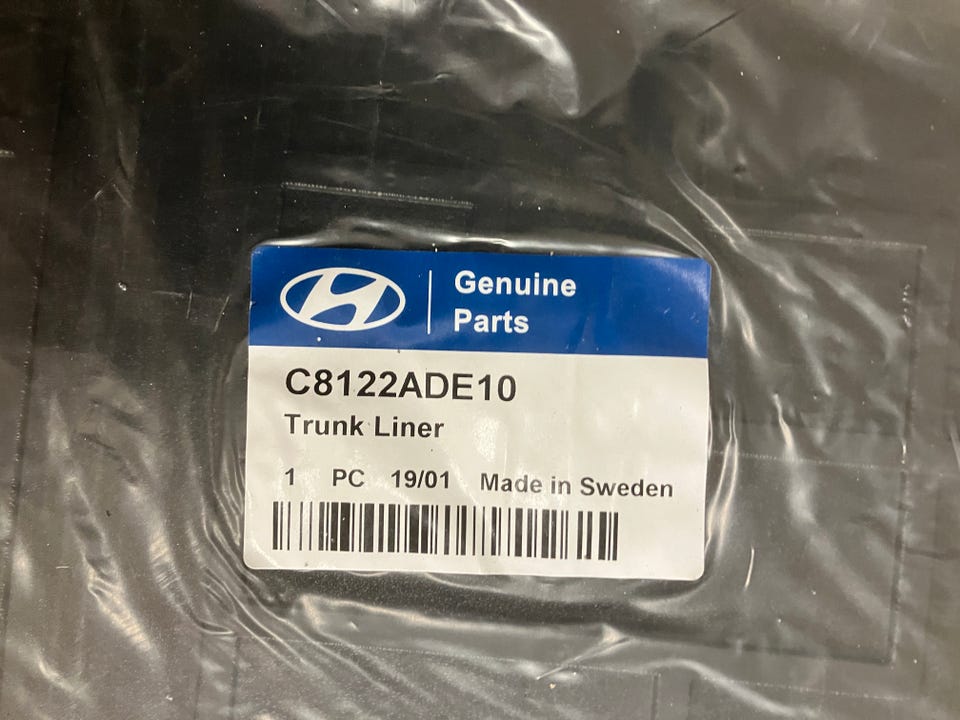 Genuine
Parts
C8122ADE10
Trunk Liner
1 PC 19/01 Made in Sweden